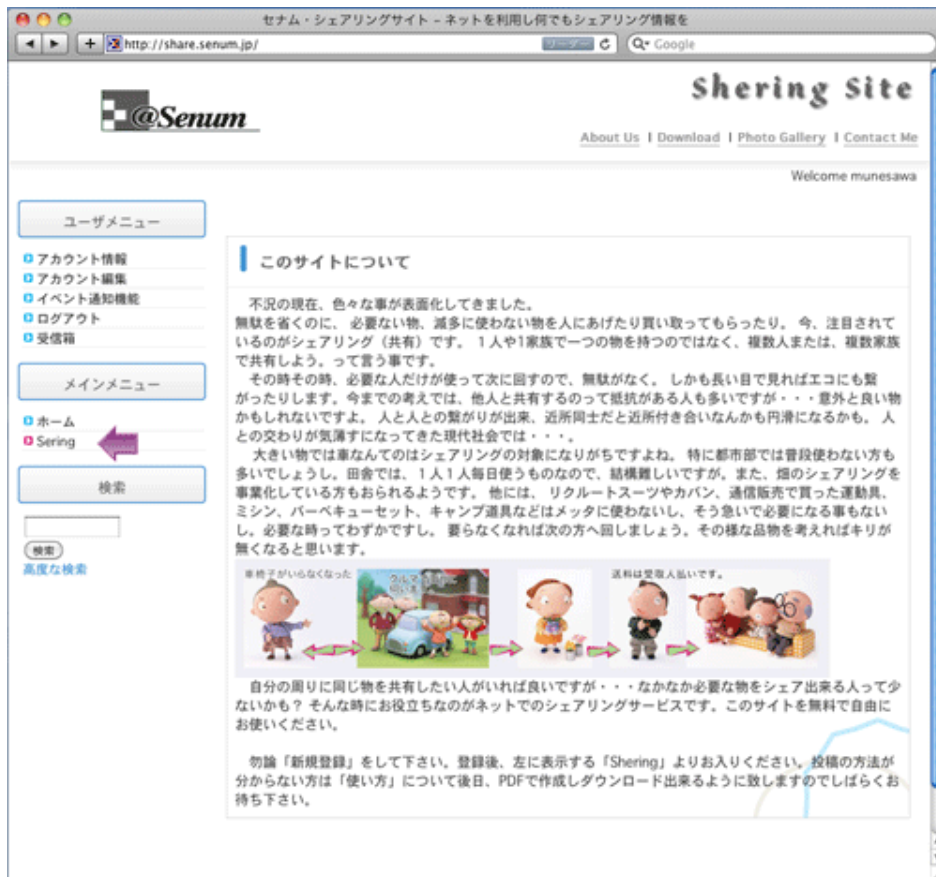 セナム・シェアリングサイト – ネットを利用し何でもシェアリング情報を
http://share.senum.jp/
リーダー
Google
@Senum
Shering Site
About Us | Download | Photo Gallery | Contact Me
Welcome munesawa
ユーザメニュー
アカウント情報
アカウント編集
イベント通知機能
ログアウト
受信箱
メインメニュー
ホーム
Sering
検索
検索
高度な検索
このサイトについて
不況の現在、色々な事が表面化してきました。
無駄を省くのに、 必要ない物、滅多に使わない物を人にあげたり買い取ってもらったり。 今、注目されて
いるのがシェアリング（共有）です。 １人や1家族で一つの物を持つのではなく、複数人または、複数家族
で共有しよう。って言う事です。
その時その時、必要な人だけが使って次に回すので、無駄がなく。 しかも長い目で見ればエコにも繋
がったりします。今までの考えでは、他人と共有するのって抵抗がある人も多いですが・・・意外と良い物
かもしれないですよ。 人と人との繋がりが出来、近所同士だと近所付き合いなんかも円滑になるかも。 人
との交わりが気薄すになってきた現代社会では・・・。
大きい物では車なんてのはシェアリングの対象になりがちですよね。 特に都市部では普段使わない方も
多いでしょうし。田舎では、１人１人毎日使うものなので、結構難しいですが。また、畑のシェアリングを
事業化している方もおられるようです。 他には、 リクルートスーツやカバン、通信販売で買った運動具、
ミシン、バーベキューセット、キャンプ道具などはメッタに使わないし、そう急いで必要になる事もない
し。必要な時ってわずかですし。 要らなくなれば次の方へ回しましょう。その様な品物を考えればキリが
無くなると思います。
車椅子がいらなくなった
送料は受取人払いです。
自分の周りに同じ物を共有したい人がいれば良いですが・・・なかなか必要な物をシェア出来る人って少
ないかも？ そんな時にお役立ちなのがネットでのシェアリングサービスです。このサイトを無料で自由に
お使いください。
勿論「新規登録」をして下さい。登録後、左に表示する「Shering」よりお入りください。投稿の方法が
分からない方は「使い方」について後日、PDFで作成しダウンロード出来るように致しますのでしばらくお
待ち下さい。